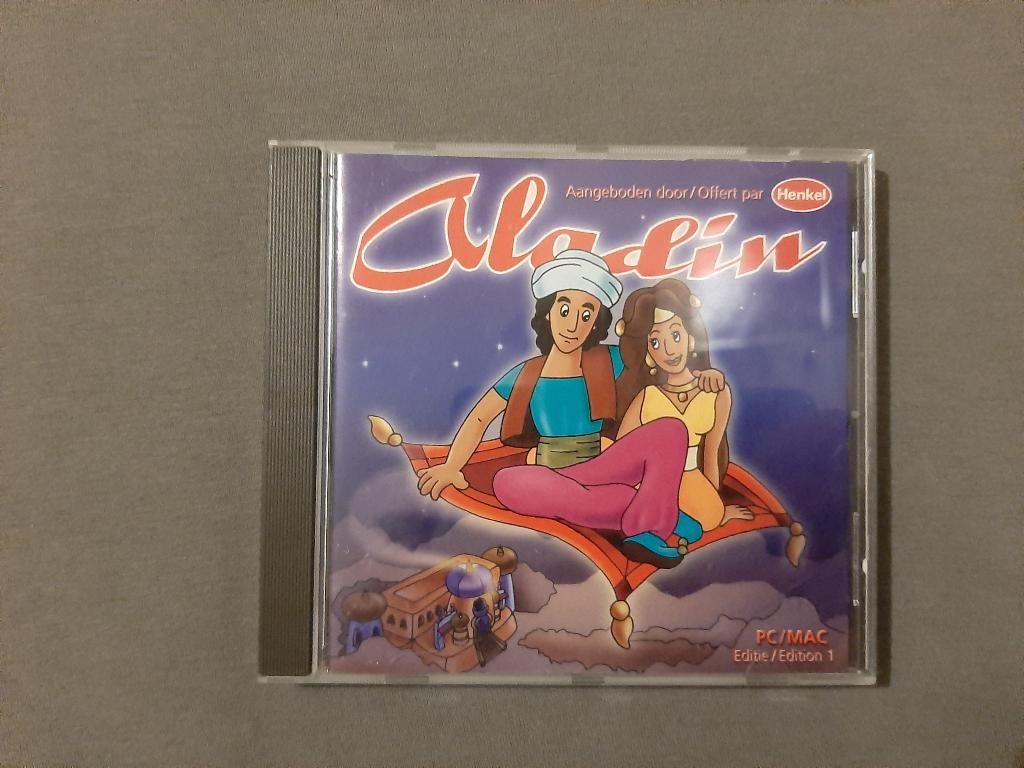 Aangeboden door/Offert par Henkel
Aladin
PC/MAC
Editie/Edition 1